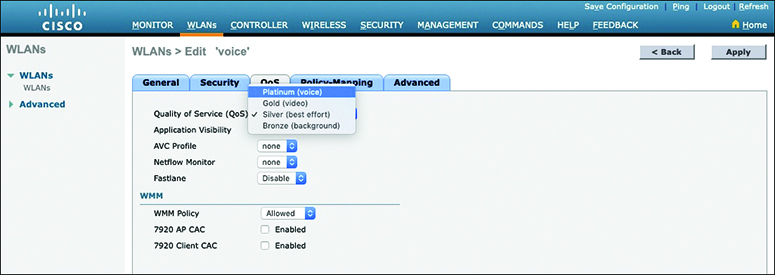 Save Configuration Ping Logout Refresh
CISCO
MONITOR WLANs CONTROLLER WIRELESS SECURITY MANAGEMENT COMMANDS HELP FEEDBACK
Home
WLANs
WLANs > Edit 'voice'
< Back
Apply
WLANs
WLANs
Advanced
General Security QoS Policy-Mapping Advanced
Platinum (voice)
Gold (video)
Quality of Service (QoS) ✓ Silver (best effort)
Bronze (background)
Application Visibility
AVC Profile none
Netflow Monitor none
Fastlane Disable
WMM
WMM Policy Allowed
7920 AP CAC Enabled
7920 Client CAC Enabled